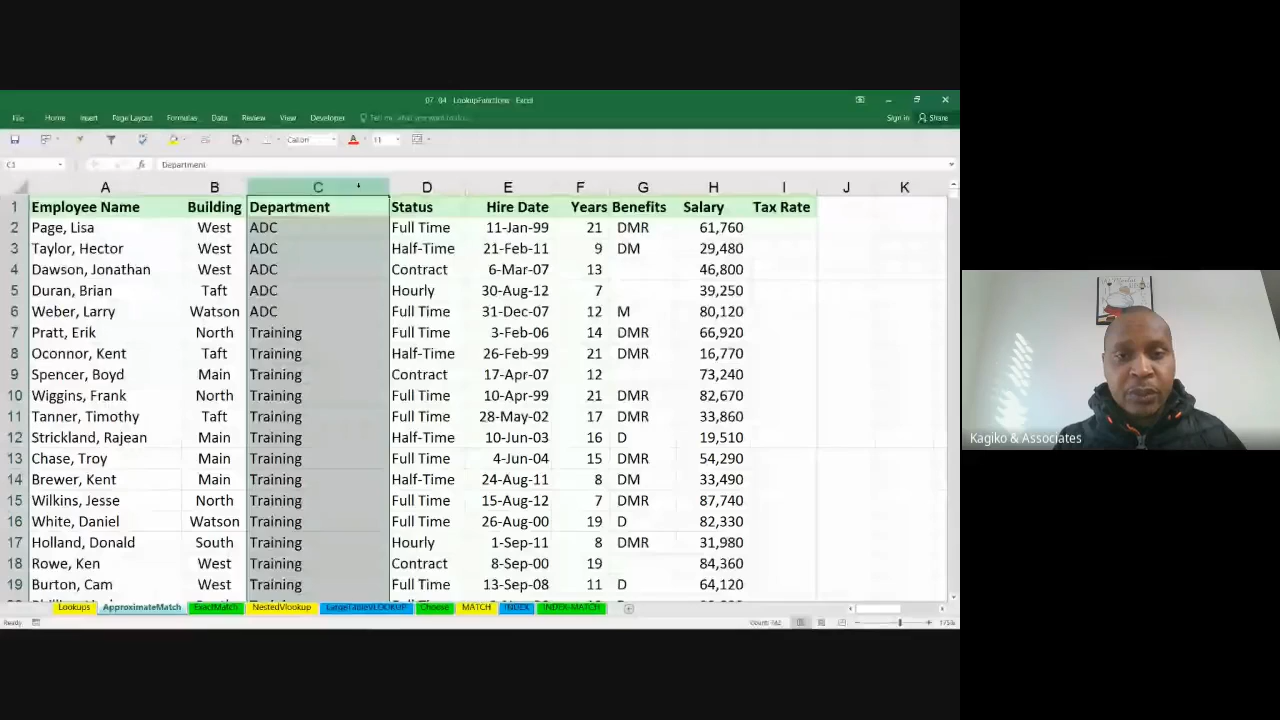 07 04 LookupFunctions Excel
File Home Insert Page Layout Formulas Data Review View Developer Tell me what you want to do... Sign in Share
Calibri 11
C1 Department
A B C D E F G H I J K
1 Employee Name Building Department Status Hire Date Years Benefits Salary Tax Rate
2 Page, Lisa West ADC Full Time 11-Jan-99 21 DMR 61,760
3 Taylor, Hector West ADC Half-Time 21-Feb-11 9 DM 29,480
4 Dawson, Jonathan West ADC Contract 6-Mar-07 13 46,800
5 Duran, Brian Taft ADC Hourly 30-Aug-12 7 39,250
6 Weber, Larry Watson ADC Full Time 31-Dec-07 12 M 80,120
7 Pratt, Erik North Training Full Time 3-Feb-06 14 DMR 66,920
8 Oconnor, Kent Taft Training Half-Time 26-Feb-99 21 DMR 16,770
9 Spencer, Boyd Main Training Contract 17-Apr-07 12 73,240
10 Wiggins, Frank North Training Full Time 10-Apr-99 21 DMR 82,670
11 Tanner, Timothy Taft Training Full Time 28-May-02 17 DMR 33,860
12 Strickland, Rajean Main Training Half-Time 10-Jun-03 16 D 19,510
13 Chase, Troy Main Training Full Time 4-Jun-04 15 DMR 54,290
14 Brewer, Kent Main Training Half-Time 24-Aug-11 8 DM 33,490
15 Wilkins, Jesse North Training Full Time 15-Aug-12 7 DMR 87,740
16 White, Daniel Watson Training Full Time 26-Aug-00 19 D 82,330
17 Holland, Donald South Training Hourly 1-Sep-11 8 DMR 31,980
18 Rowe, Ken West Training Contract 8-Sep-00 19 84,360
19 Burton, Cam West Training Full Time 13-Sep-08 11 D 64,120
Lookups ApproximateMatch ExactMatch NestedVlookup LargeTableVLOOKUP Choose MATCH INDEX INDEX-MATCH
Ready Count: 742 175%
Kagiko & Associates